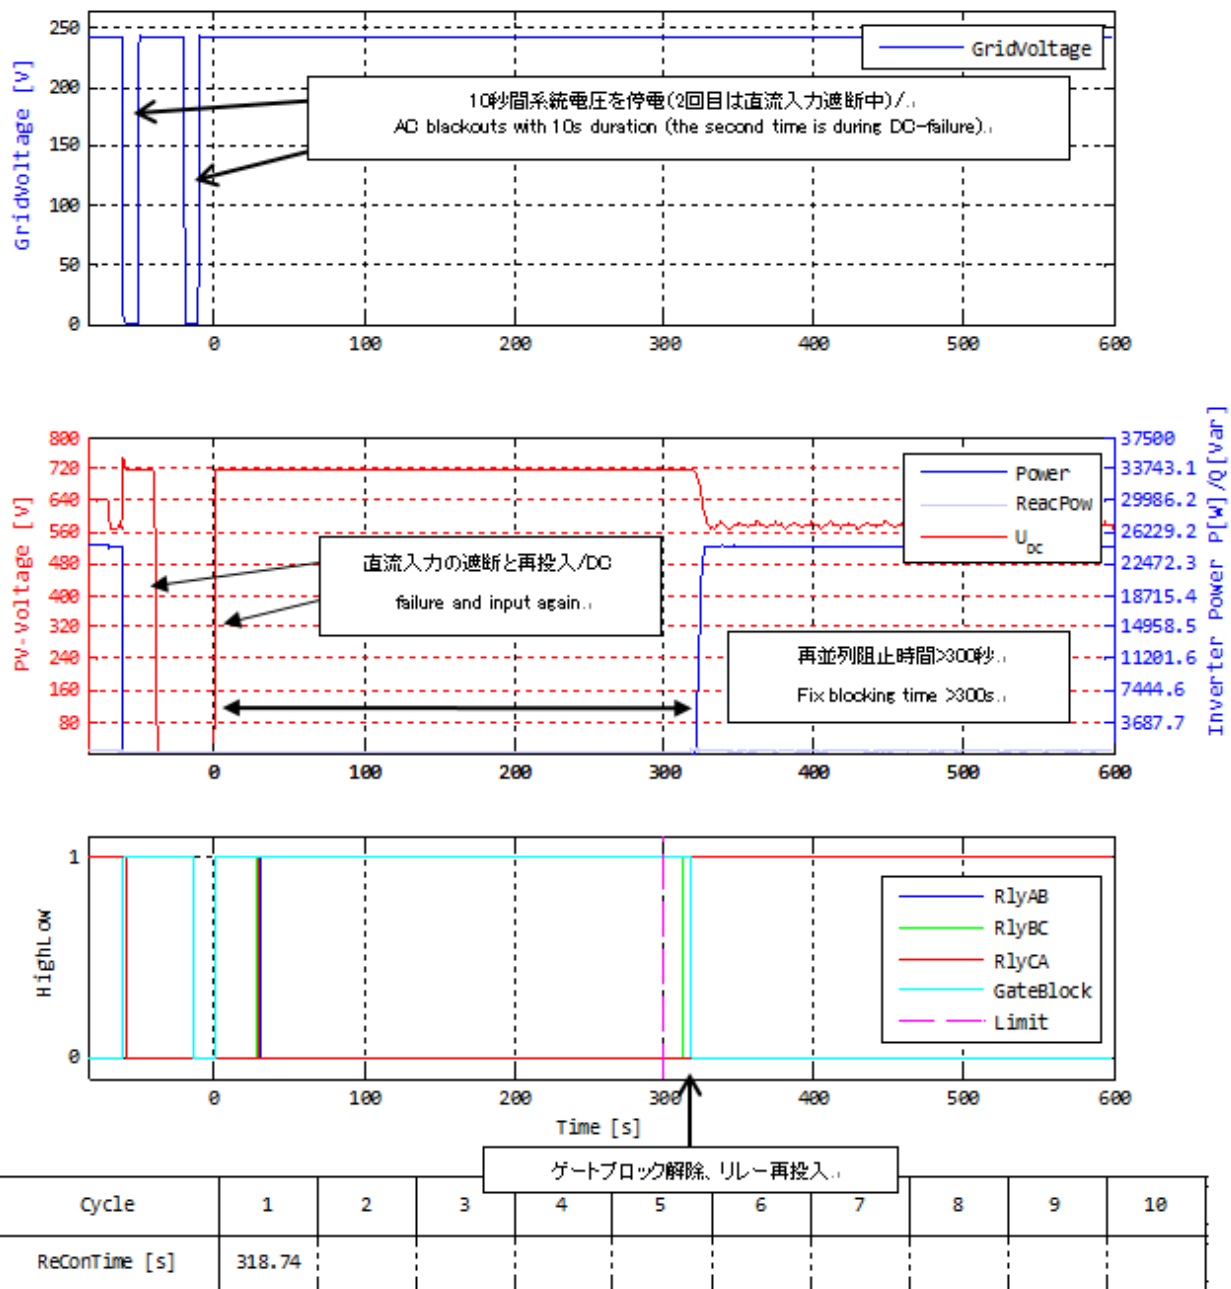 250
200
150
100
50
0
GridVoltage [V]
GridVoltage
10秒間系統電圧を停電(2回目は直流入力遮断中)/
AC blackouts with 10s duration (the second time is during DC-failure)
0 100 200 300 400 500 600
800
720
640
560
480
400
320
240
160
80
PV-Voltage [V]
37500
33743.1
29986.2
26229.2
22472.3
18715.4
14958.5
11201.6
7444.6
3687.7
Inverter Power P[W]/Q[Var]
Power
ReacPow
U_DC
直流入力の遮断と再投入/DC
failure and input again
再並列阻止時間>300秒
Fix blocking time >300s
0 100 200 300 400 500 600
1
0
HighLow
RlyAB
RlyBC
RlyCA
GateBlock
Limit
0 100 200 300 400 500 600
Time [s]
ゲートブロック解除、リレー再投入
Cycle 1 2 3 4 5 6 7 8 9 10
ReConTime [s] 318.74